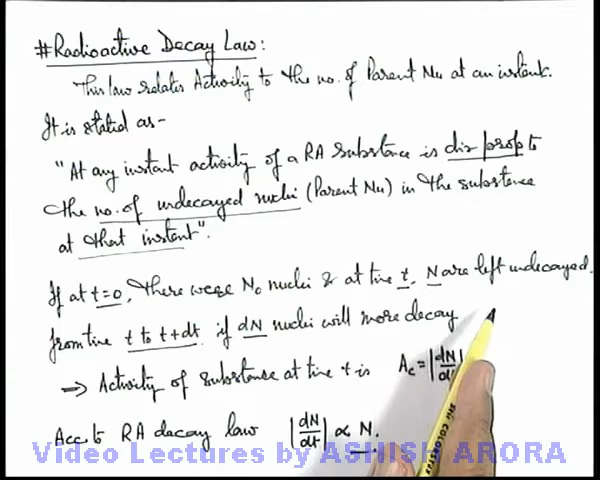 #Radioactive Decay Law:
This law relates Activity to the no. of Parent Nu at an instant.
It is stated as-
"At any instant activity of a RA substance is dir prop to
the no. of undecayed nuclei (Parent Nu) in the substance
at that instant".
If at t=0, there were N₀ nuclei & at time t, N are left undecayed.
from time t to t+dt if dN nuclei will more decay
⇒ Activity of substance at time t is Ac = |dN/dt|
Acc to RA decay law |dN/dt| ∝ N.
Video Lectures by ASHISH ARORA